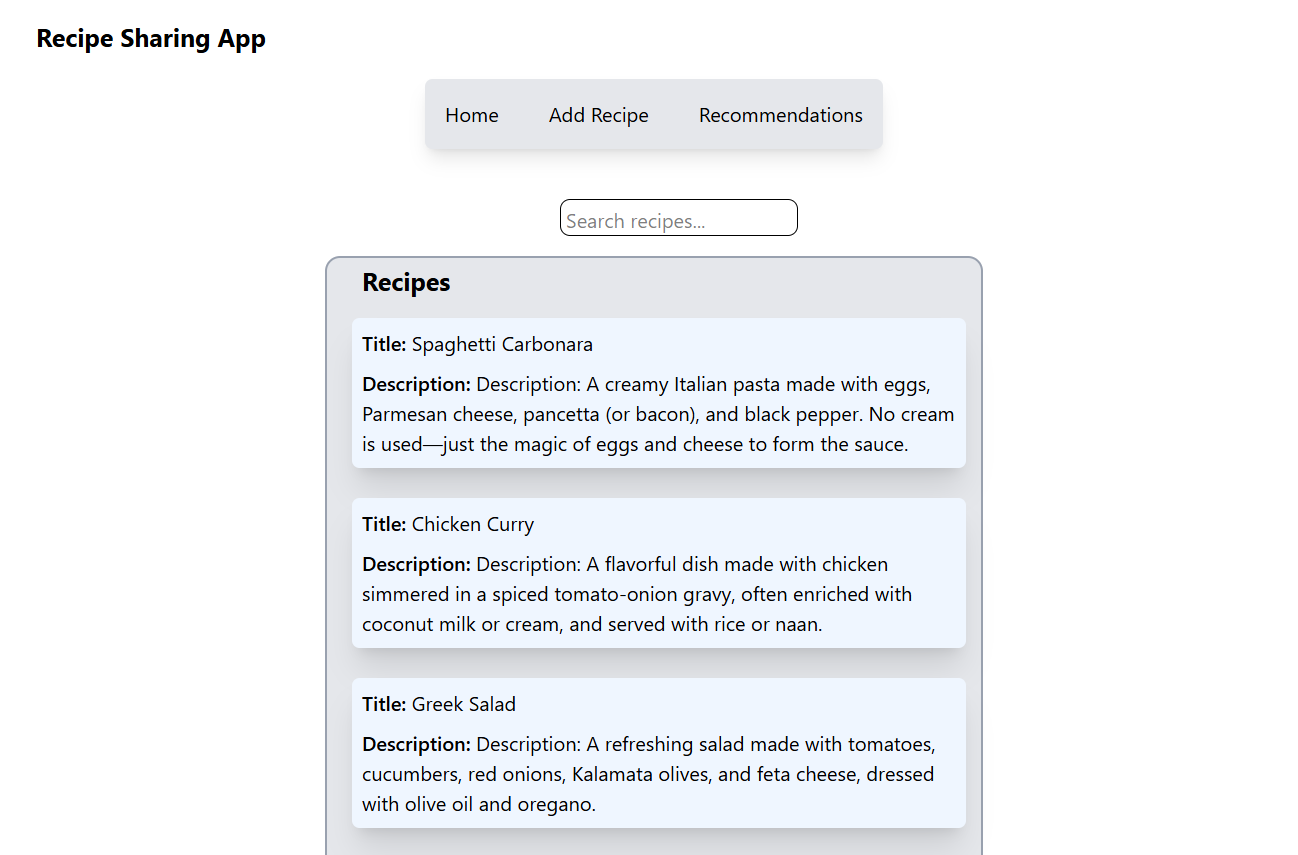 Recipe Sharing App
Home Add Recipe Recommendations
Search recipes...
Recipes
Title: Spaghetti Carbonara
Description: Description: A creamy Italian pasta made with eggs,
Parmesan cheese, pancetta (or bacon), and black pepper. No cream
is used—just the magic of eggs and cheese to form the sauce.
Title: Chicken Curry
Description: Description: A flavorful dish made with chicken
simmered in a spiced tomato-onion gravy, often enriched with
coconut milk or cream, and served with rice or naan.
Title: Greek Salad
Description: Description: A refreshing salad made with tomatoes,
cucumbers, red onions, Kalamata olives, and feta cheese, dressed
with olive oil and oregano.